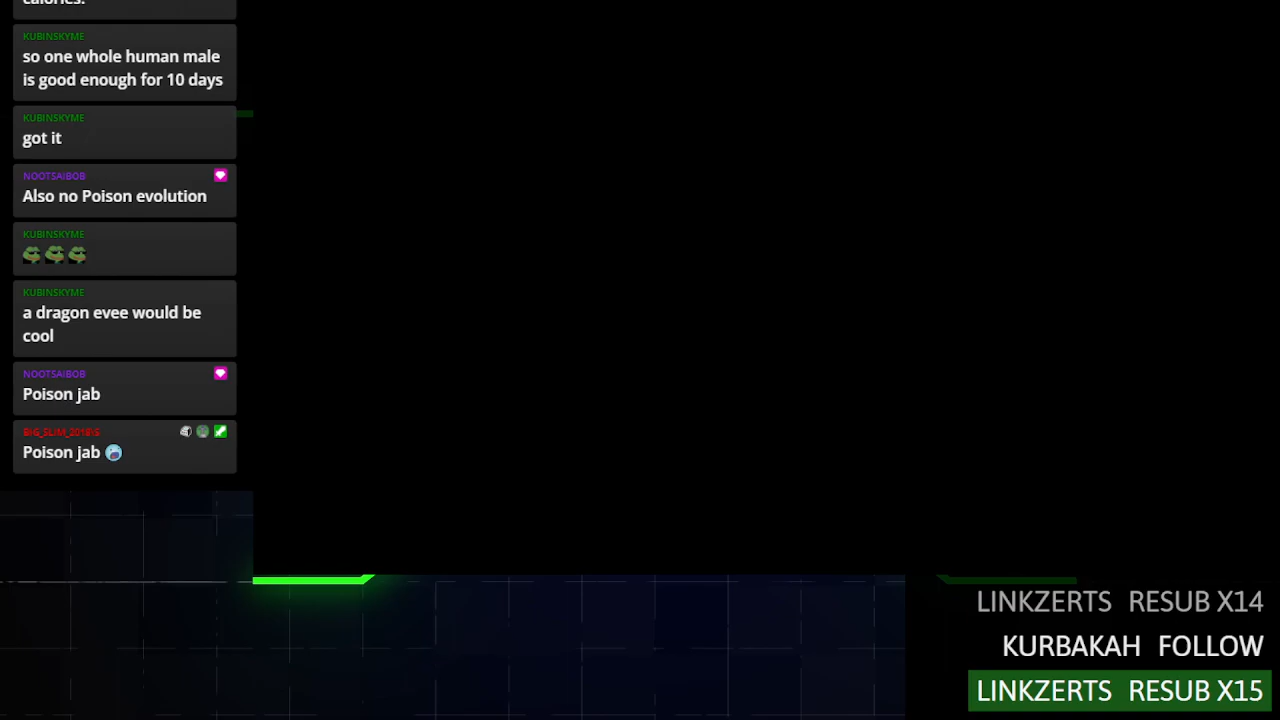 calories.
KUBINSKYME
so one whole human male
is good enough for 10 days
KUBINSKYME
got it
NOOTSAIBOB
Also no Poison evolution
KUBINSKYME
KUBINSKYME
a dragon evee would be
cool
NOOTSAIBOB
Poison jab
Poison jab
LINKZERTS RESUB X14
KURBAKAH FOLLOW
LINKZERTS RESUB X15